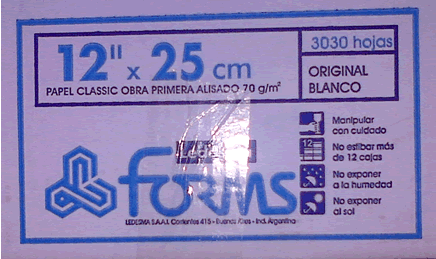 12" x 25 cm
PAPEL CLASSIC OBRA PRIMERA ALISADO 70 g/m²
3030 hojas
ORIGINAL
BLANCO
forms
LEDESMA S.A.A.I. Corrientes 415 - Buenos Aires - Ind. Argentina
Manipular
con cuidado
12
No estibar más
de 12 cajas
No exponer
a la humedad
No exponer
al sol